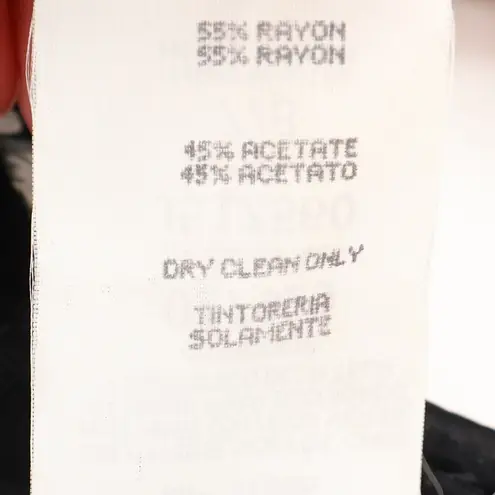 55% RAYON
55% RAYON
45% ACETATE
45% ACETATO
DRY CLEAN ONLY
TINTORERIA
SOLAMENTE